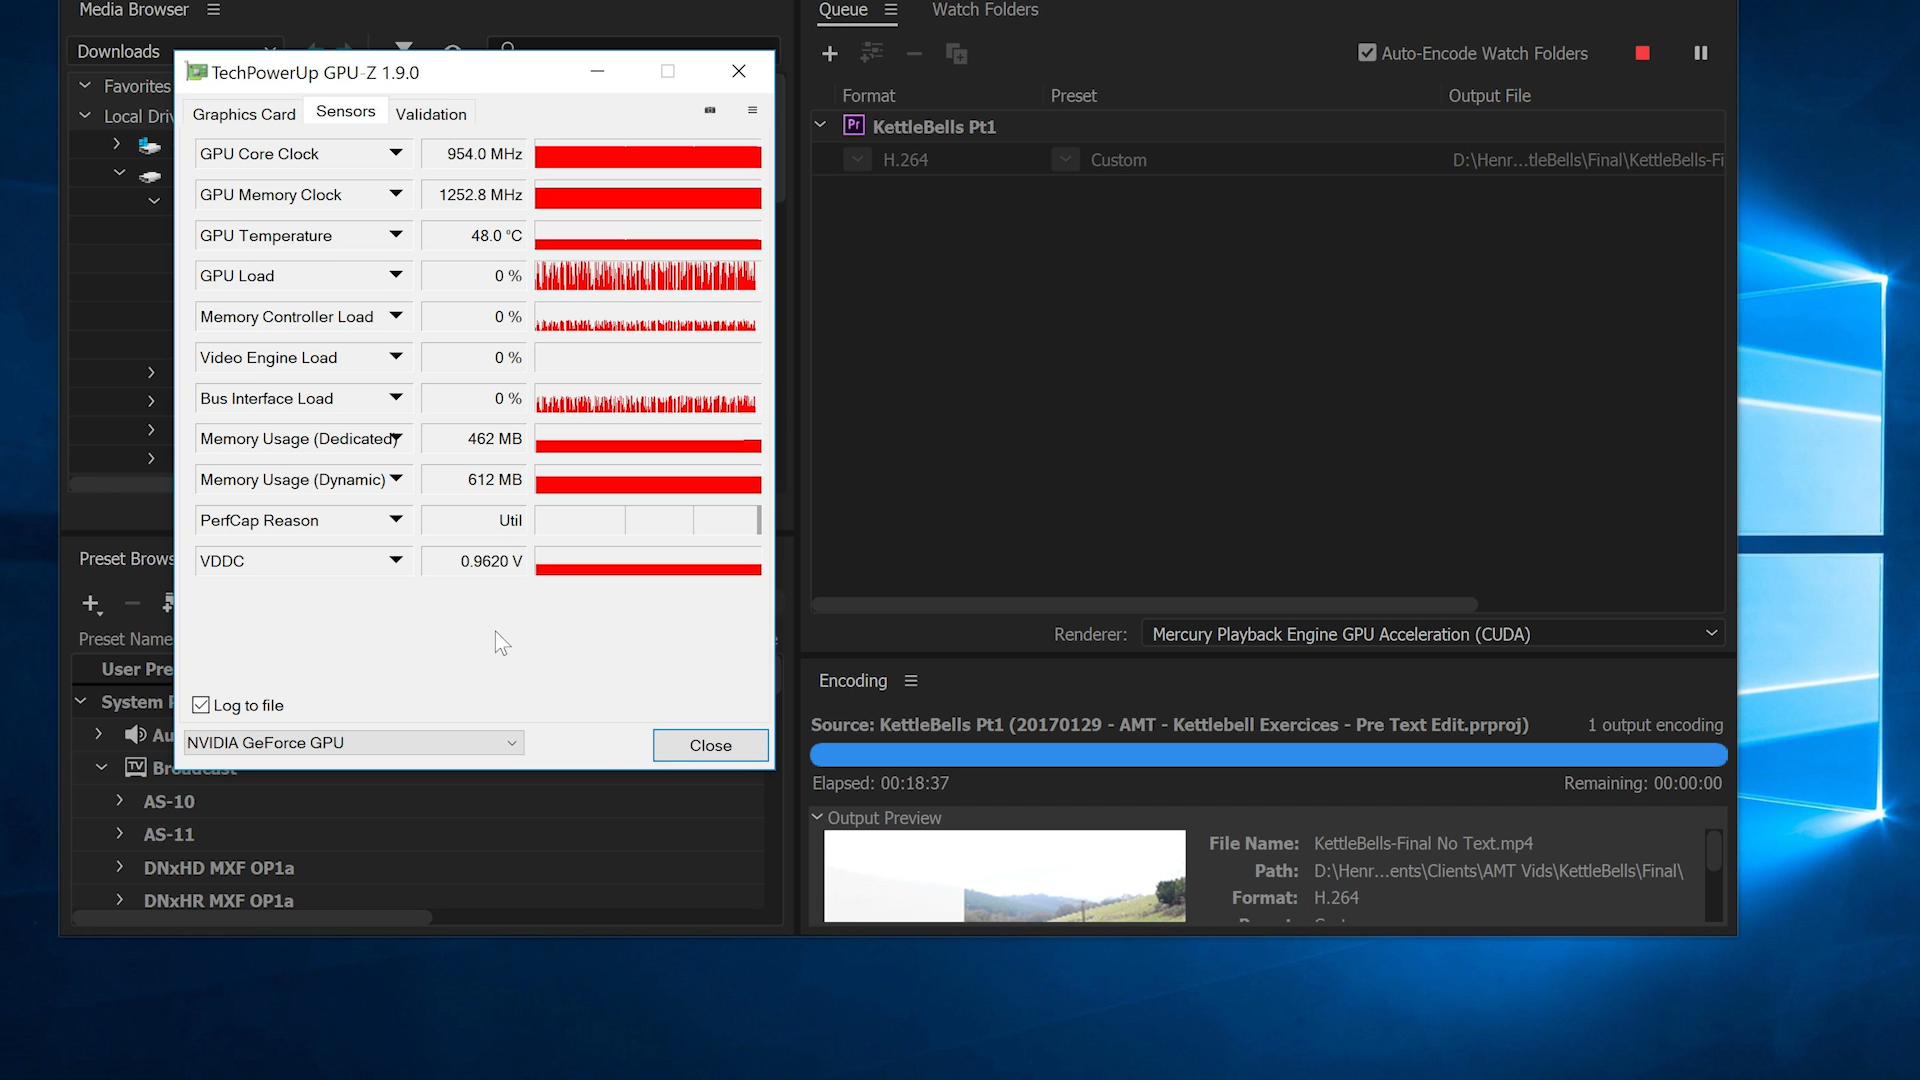 Media Browser
Queue
Watch Folders
Downloads
TechPowerUp GPU-Z 1.9.0
Auto-Encode Watch Folders
Favorites
Local Driv
Graphics Card
Sensors
Validation
Format
Preset
Output File
Pr KettleBells Pt1
GPU Core Clock
954.0 MHz
H.264
Custom
D:\Henr...tleBells\Final\KettleBells-Fi
GPU Memory Clock
1252.8 MHz
GPU Temperature
48.0 °C
GPU Load
0 %
Memory Controller Load
0 %
Video Engine Load
0 %
Bus Interface Load
0 %
Memory Usage (Dedicated)
462 MB
Memory Usage (Dynamic)
612 MB
PerfCap Reason
Util
VDDC
0.9620 V
Preset Brows
Preset Name
User Pre
System P
Log to file
NVIDIA GeForce GPU
Close
Au
TV Broadcast
AS-10
AS-11
DNxHD MXF OP1a
DNxHR MXF OP1a
Renderer:
Mercury Playback Engine GPU Acceleration (CUDA)
Encoding
Source: KettleBells Pt1 (20170129 - AMT - Kettlebell Exercices - Pre Text Edit.prproj)
1 output encoding
Elapsed: 00:18:37
Remaining: 00:00:00
Output Preview
File Name: KettleBells-Final No Text.mp4
Path: D:\Henr...ents\Clients\AMT Vids\KettleBells\Final\
Format: H.264